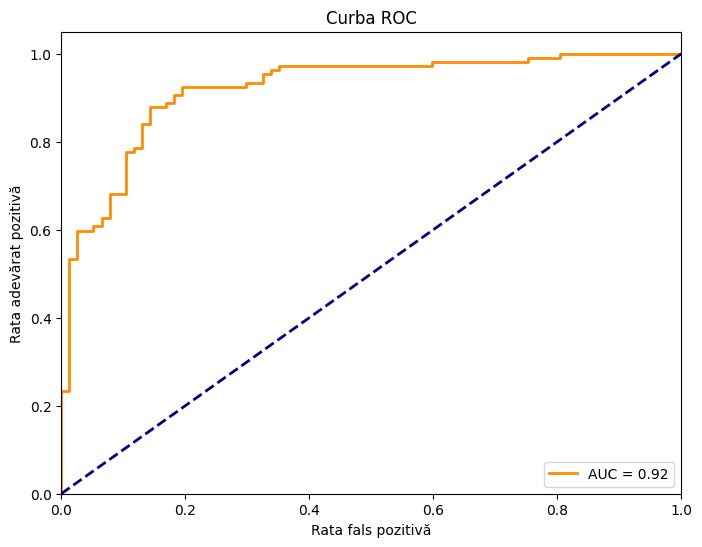 Curba ROC
1.0
0.8
0.6
0.4
0.2
0.0
Rata adevărat pozitivă
AUC = 0.92
0.0 0.2 0.4 0.6 0.8 1.0
Rata fals pozitivă